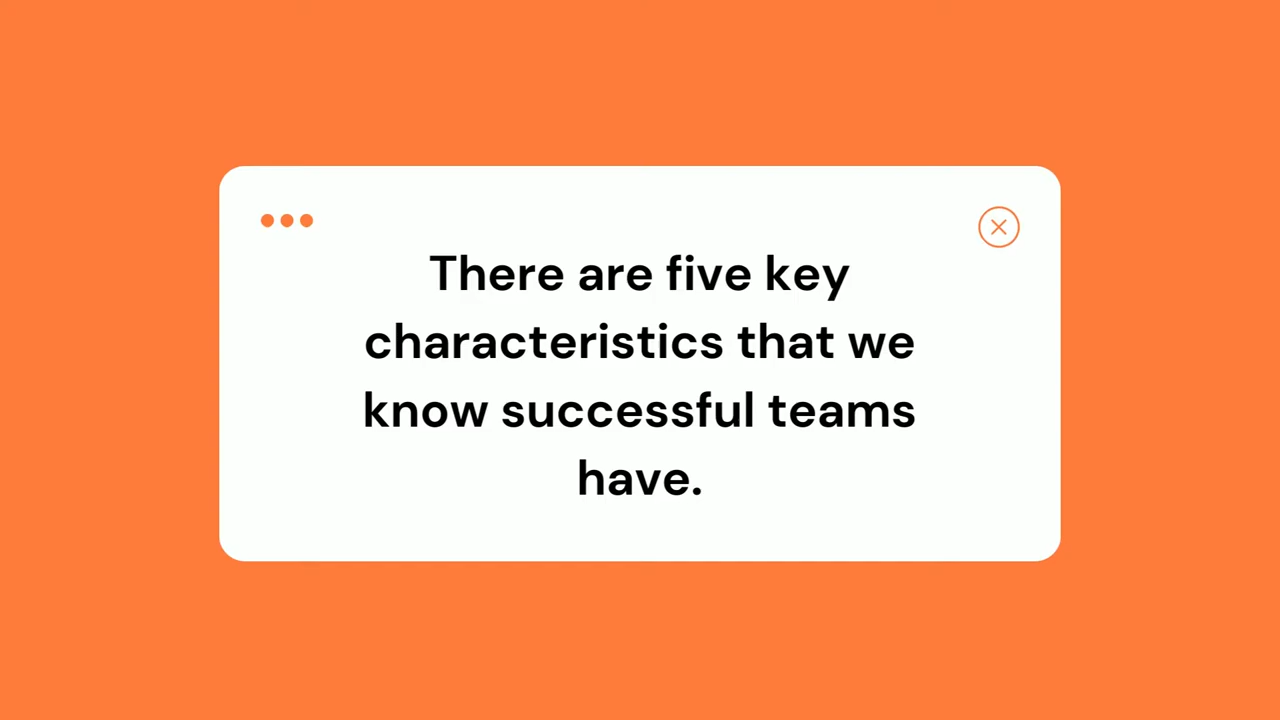 There are five key
characteristics that we
know successful teams
have.